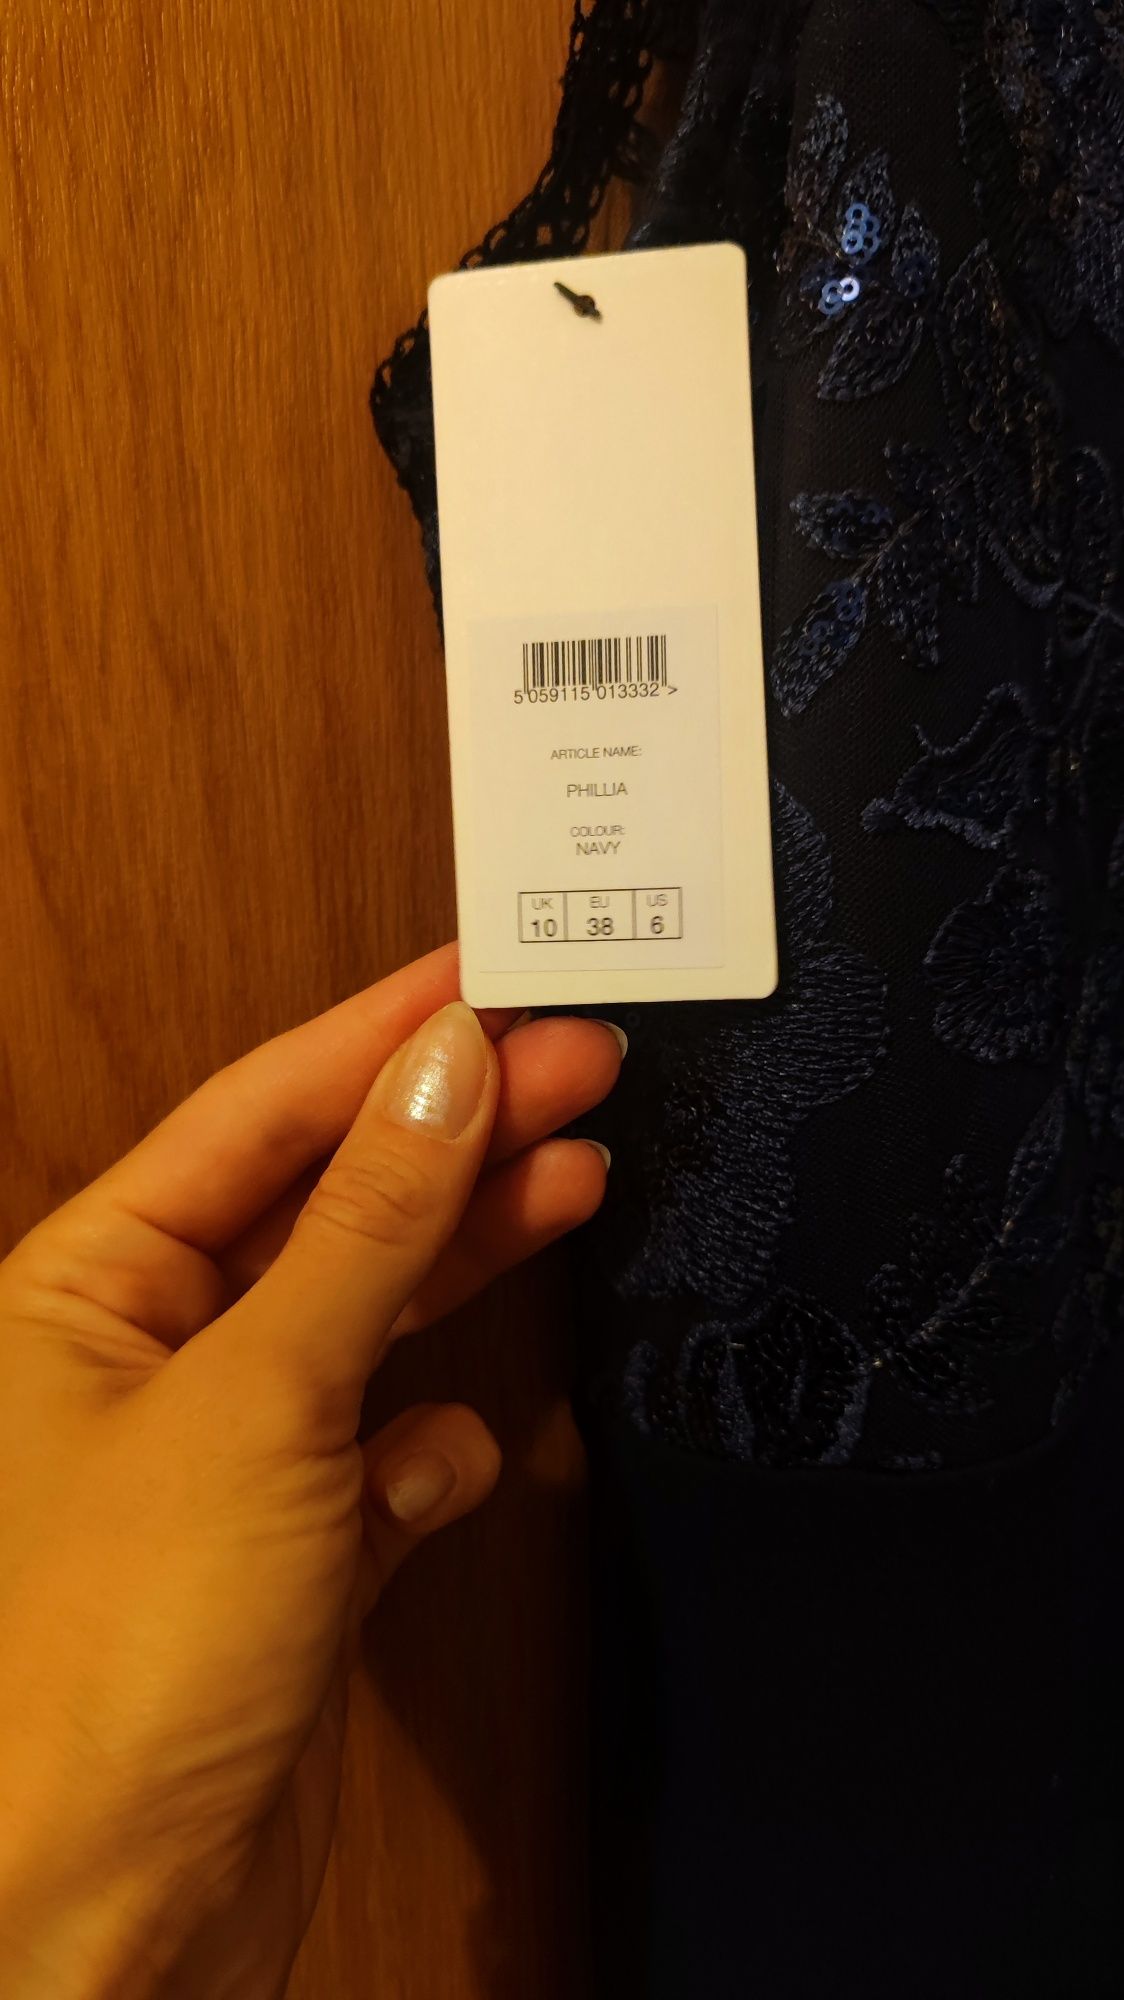 5 059115 013332 >
ARTICLE NAME:
PHILLIA
COLOUR:
NAVY
UK EU US
10 38 6